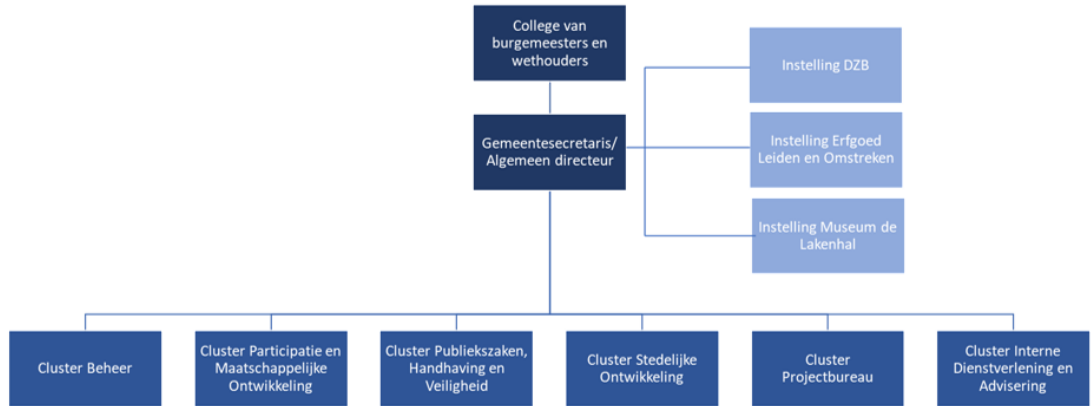 College van
burgemeesters en
wethouders
Instelling DZB
Gemeentesecretaris/
Algemeen directeur
Instelling Erfgoed
Leiden en Omstreken
Instelling Museum de
Lakenhal
Cluster Beheer
Cluster Participatie en
Maatschappelijke
Ontwikkeling
Cluster Publiekszaken,
Handhaving en
Veiligheid
Cluster Stedelijke
Ontwikkeling
Cluster
Projectbureau
Cluster Interne
Dienstverlening en
Advisering